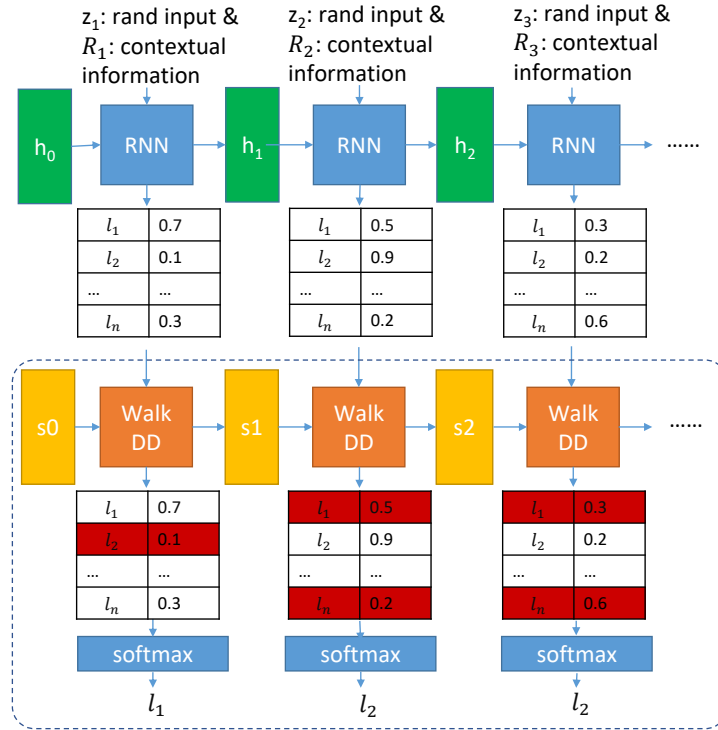 z₁: rand input &
R₁: contextual
information
z₂: rand input &
R₂: contextual
information
z₃: rand input &
R₃: contextual
information
h₀
RNN
h₁
RNN
h₂
RNN
……
l₁ 0.7
l₂ 0.1
... ...
lₙ 0.3
l₁ 0.5
l₂ 0.9
... ...
lₙ 0.2
l₁ 0.3
l₂ 0.2
... ...
lₙ 0.6
s0
Walk
DD
s1
Walk
DD
s2
Walk
DD
……
l₁ 0.7
l₂ 0.1
... ...
lₙ 0.3
l₁ 0.5
l₂ 0.9
... ...
lₙ 0.2
l₁ 0.3
l₂ 0.2
... ...
lₙ 0.6
softmax
softmax
softmax
l₁
l₂
l₂